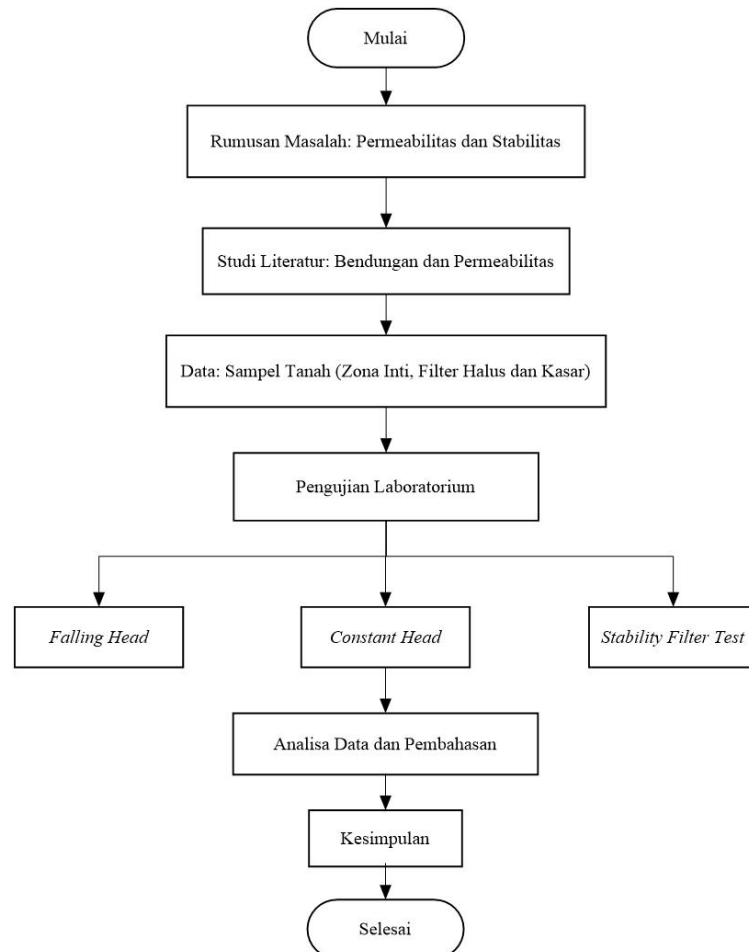 Mulai
Rumusan Masalah: Permeabilitas dan Stabilitas
Studi Literatur: Bendungan dan Permeabilitas
Data: Sampel Tanah (Zona Inti, Filter Halus dan Kasar)
Pengujian Laboratorium
Falling Head
Constant Head
Stability Filter Test
Analisa Data dan Pembahasan
Kesimpulan
Selesai